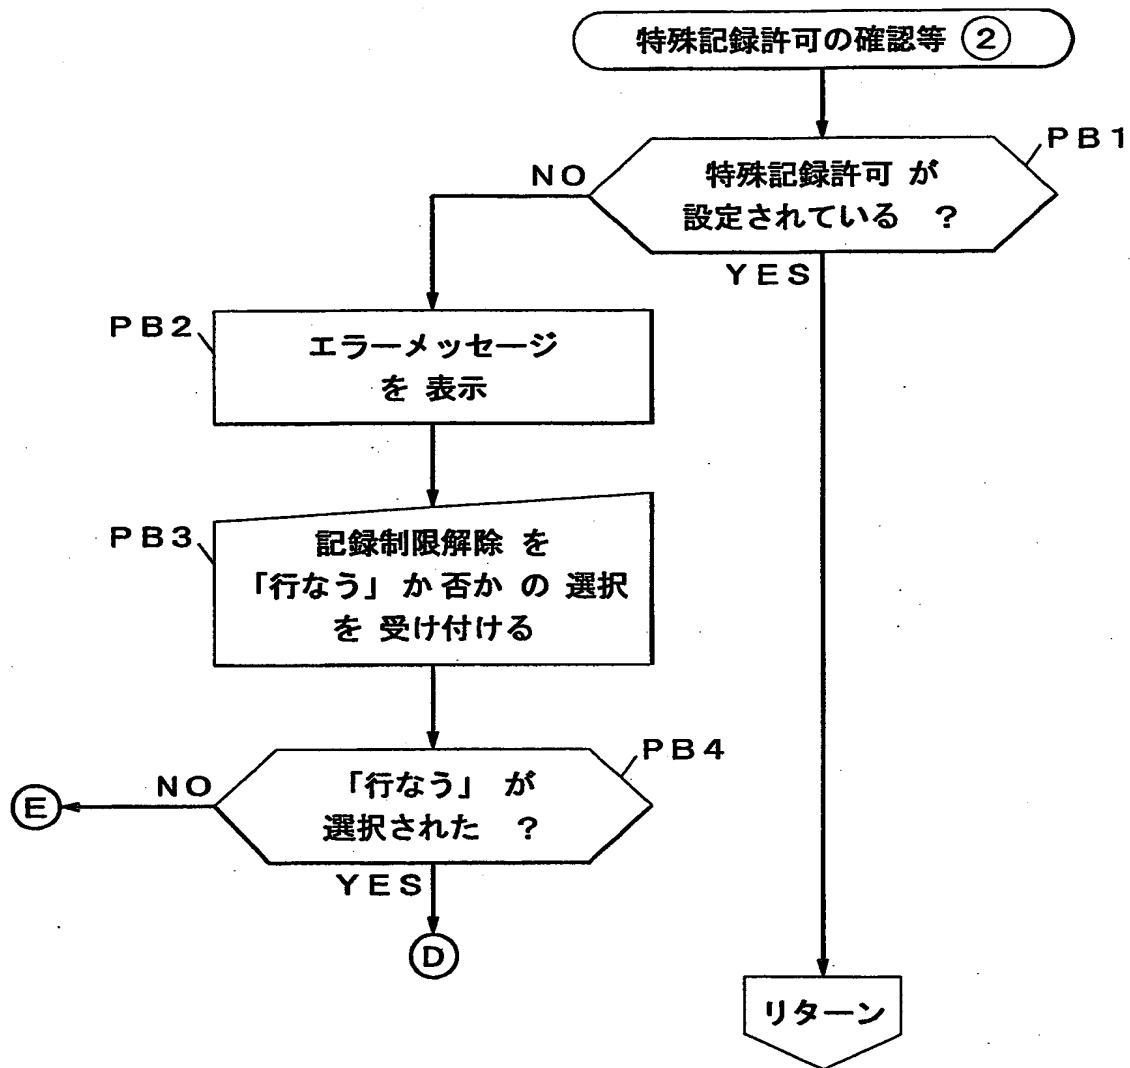 特殊記録許可の確認等 ②
PB1
特殊記録許可 が
設定されている ?
NO
YES
PB2
エラーメッセージ
を 表示
PB3
記録制限解除 を
「行なう」 か 否か の 選択
を 受け付ける
PB4
「行なう」 が
選択された ?
NO
E
YES
D
リターン